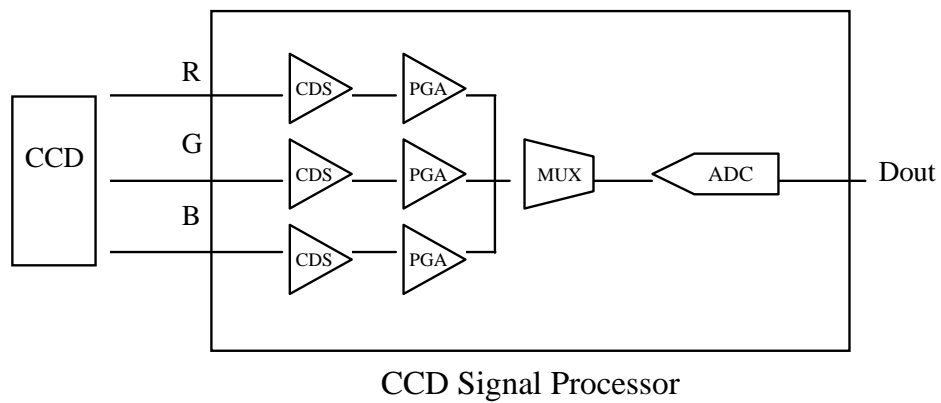 R
CDS PGA
CCD
G
CDS PGA MUX ADC Dout
B
CDS PGA
CCD Signal Processor